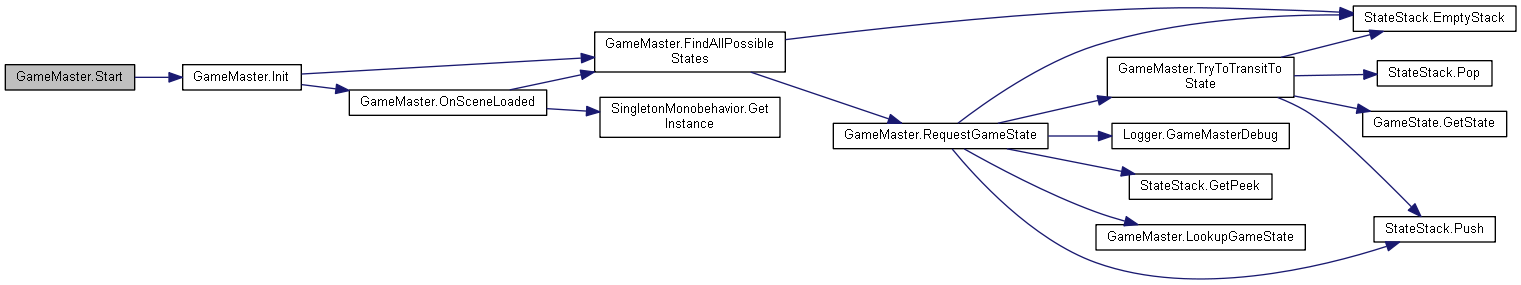 GameMaster.Start
GameMaster.Init
GameMaster.OnSceneLoaded
GameMaster.FindAllPossible
States
SingletonMonobehavior.Get
Instance
GameMaster.RequestGameState
GameMaster.TryToTransitTo
State
Logger.GameMasterDebug
StateStack.GetPeek
GameMaster.LookupGameState
StateStack.EmptyStack
StateStack.Pop
GameState.GetState
StateStack.Push